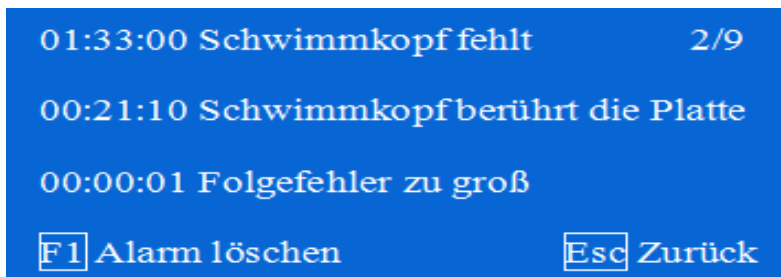 01:33:00 Schwimmkopf fehlt 2/9
00:21:10 Schwimmkopf berührt die Platte
00:00:01 Folgefehler zu groß
F1 Alarm löschen Esc Zurück